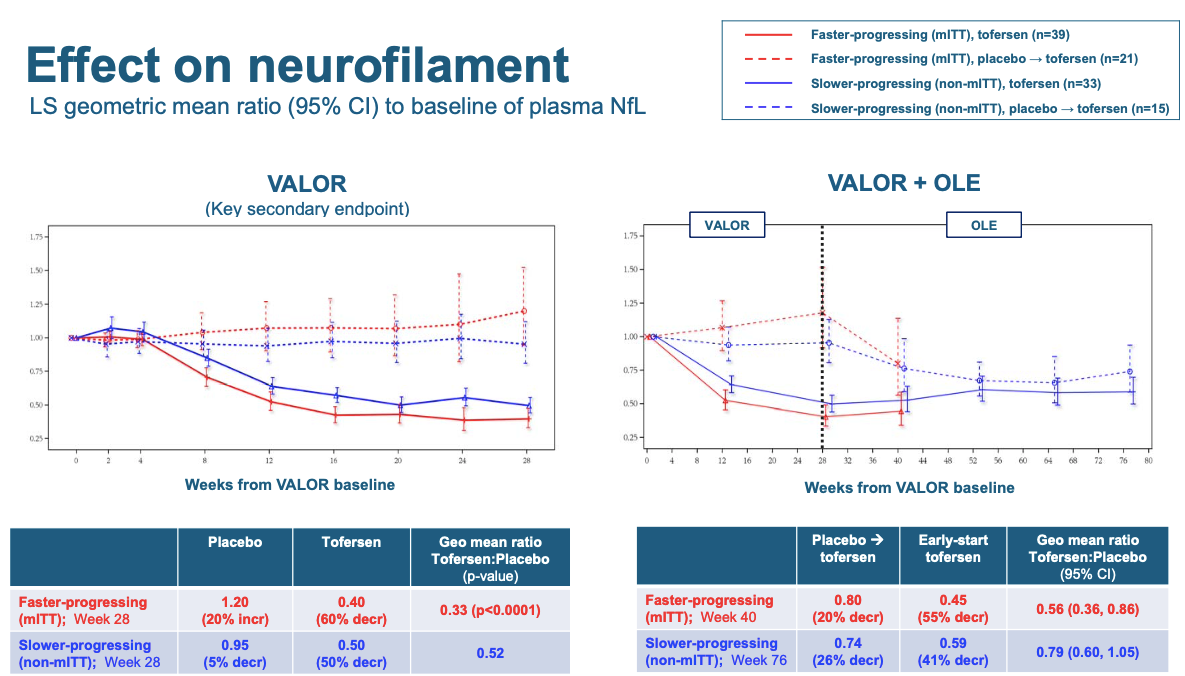 Effect on neurofilament
LS geometric mean ratio (95% CI) to baseline of plasma NfL
Faster-progressing (mITT), tofersen (n=39)
Faster-progressing (mITT), placebo → tofersen (n=21)
Slower-progressing (non-mITT), tofersen (n=33)
Slower-progressing (non-mITT), placebo → tofersen (n=15)
VALOR
(Key secondary endpoint)
1.75
1.50
1.25
1.00
0.75
0.50
0.25
0 2 4 8 12 16 20 24 28
Weeks from VALOR baseline
VALOR + OLE
VALOR
OLE
1.75
1.50
1.25
1.00
0.75
0.50
0.25
0 4 8 12 16 20 24 28 32 36 40 44 48 52 56 60 64 68 72 76 80
Weeks from VALOR baseline
Placebo Tofersen Geo mean ratio
Tofersen:Placebo
(p-value)
Faster-progressing
(mITT); Week 28
1.20
(20% incr)
0.40
(60% decr)
0.33 (p<0.0001)
Slower-progressing
(non-mITT); Week 28
0.95
(5% decr)
0.50
(50% decr)
0.52
Placebo →
tofersen
Early-start
tofersen
Geo mean ratio
Tofersen:Placebo
(95% CI)
Faster-progressing
(mITT); Week 40
0.80
(20% decr)
0.45
(55% decr)
0.56 (0.36, 0.86)
Slower-progressing
(non-mITT); Week 76
0.74
(26% decr)
0.59
(41% decr)
0.79 (0.60, 1.05)